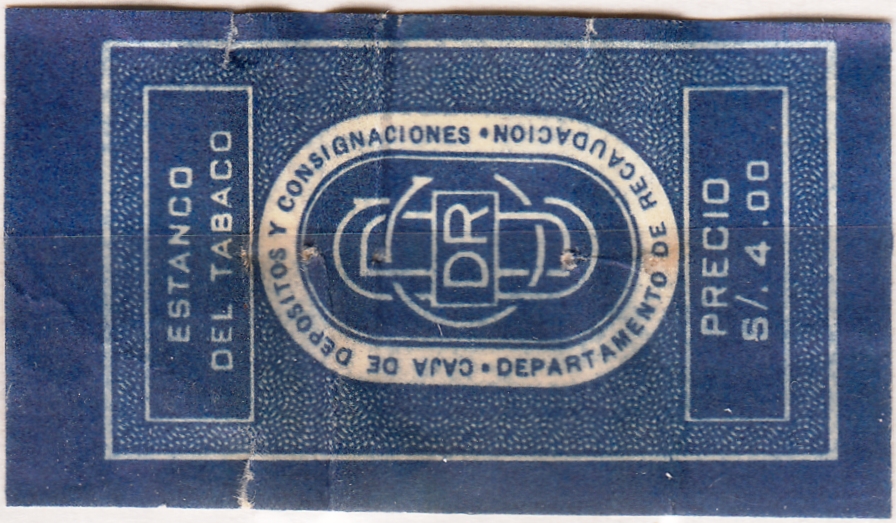 ESTANCO
DEL TABACO
CAJA DE DEPOSITOS Y CONSIGNACIONES •
DEPARTAMENTO DE RECAUDACION •
DR
PRECIO
S/. 4.00